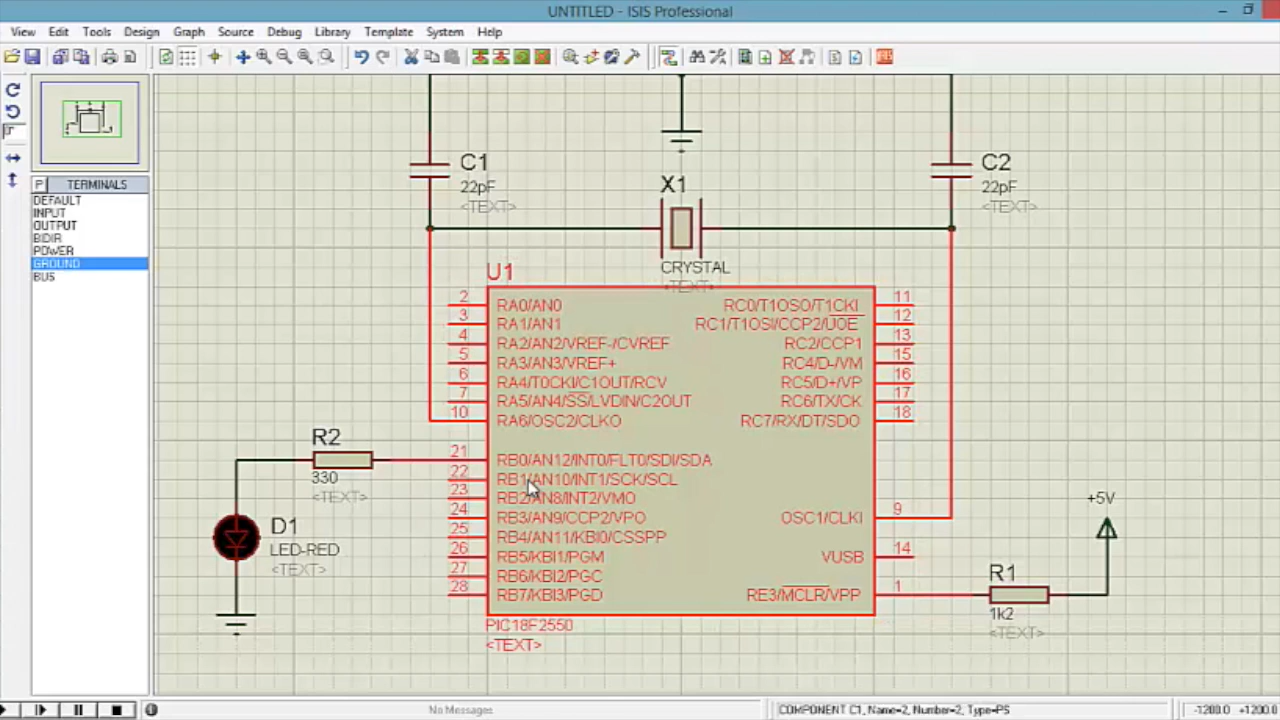 UNTITLED - ISIS Professional
View Edit Tools Design Graph Source Debug Library Template System Help
P TERMINALS
DEFAULT
INPUT
OUTPUT
BIDIR
POWER
GROUND
BUS
C1
22pF
<TEXT>
C2
22pF
<TEXT>
X1
CRYSTAL
<TEXT>
U1
2 RA0/AN0 RC0/T1OSO/T1CKI 11
3 RA1/AN1 RC1/T1OSI/CCP2/UOE 12
4 RA2/AN2/VREF-/CVREF RC2/CCP1 13
5 RA3/AN3/VREF+ RC4/D-/VM 15
6 RA4/T0CKI/C1OUT/RCV RC5/D+/VP 16
7 RA5/AN4/SS/LVDIN/C2OUT RC6/TX/CK 17
10 RA6/OSC2/CLKO RC7/RX/DT/SDO 18
21 RB0/AN12/INT0/FLT0/SDI/SDA
22 RB1/AN10/INT1/SCK/SCL
23 RB2/AN8/INT2/VMO
24 RB3/AN9/CCP2/VPO OSC1/CLKI 9
25 RB4/AN11/KBI0/CSSPP
26 RB5/KBI1/PGM VUSB 14
27 RB6/KBI2/PGC
28 RB7/KBI3/PGD RE3/MCLR/VPP 1
PIC18F2550
<TEXT>
R2
330
<TEXT>
D1
LED-RED
<TEXT>
+5V
R1
1k2
<TEXT>
No Messages COMPONENT C1, Name=2, Number=2, Type=PS -1200.0 +1200.0